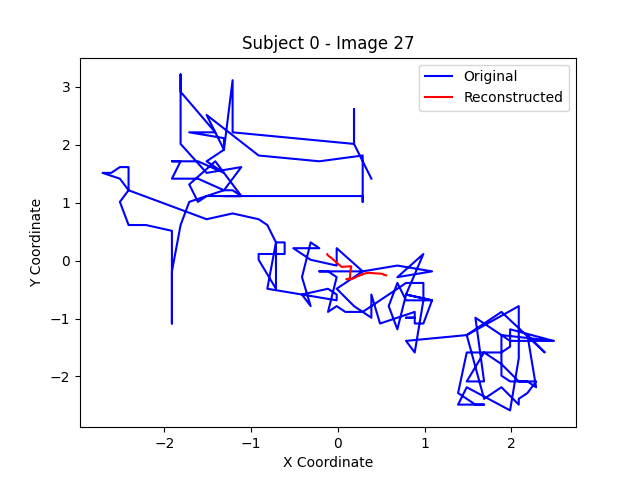 Subject 0 - Image 27
Original
Reconstructed
3
2
1
0
−1
−2
Y Coordinate
−2 −1 0 1 2
X Coordinate